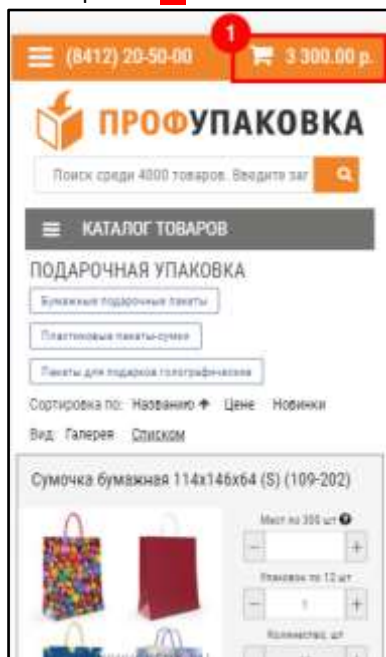 1
(8412) 20-50-00 3 300.00 р.
ПРОФУПАКОВКА
Поиск среди 4000 товаров. Введите заг
КАТАЛОГ ТОВАРОВ
ПОДАРОЧНАЯ УПАКОВКА
Бумажные подарочные пакеты
Пластиковые пакеты-сумки
Пакеты для подарков голографические
Сортировка по: Названию Цене Новинки
Вид: Галерея Списком
Сумочка бумажная 114х146х64 (S) (109-202)
Мест по 300 шт
- +
Упаковок по 12 шт
- 1 +
Количество, шт